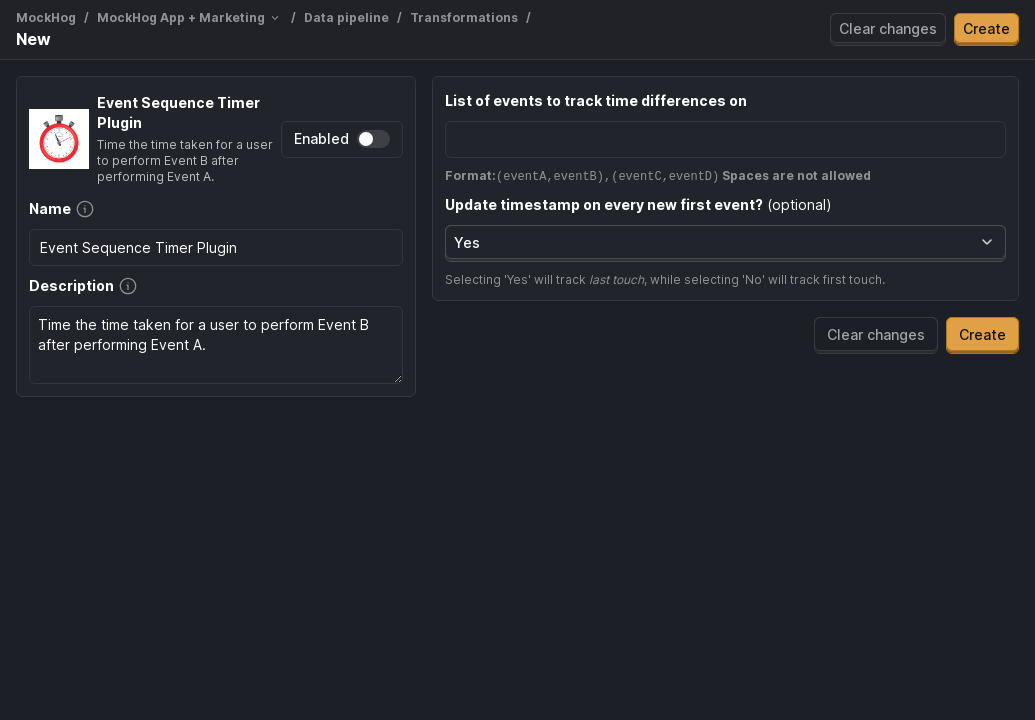 MockHog / MockHog App + Marketing / Data pipeline / Transformations /
New
Clear changes
Create
Event Sequence Timer
Plugin
Time the time taken for a user
to perform Event B after
performing Event A.
Enabled
Name
Event Sequence Timer Plugin
Description
Time the time taken for a user to perform Event B
after performing Event A.
List of events to track time differences on
Format:(eventA,eventB),(eventC,eventD) Spaces are not allowed
Update timestamp on every new first event? (optional)
Yes
Selecting 'Yes' will track last touch, while selecting 'No' will track first touch.
Clear changes
Create